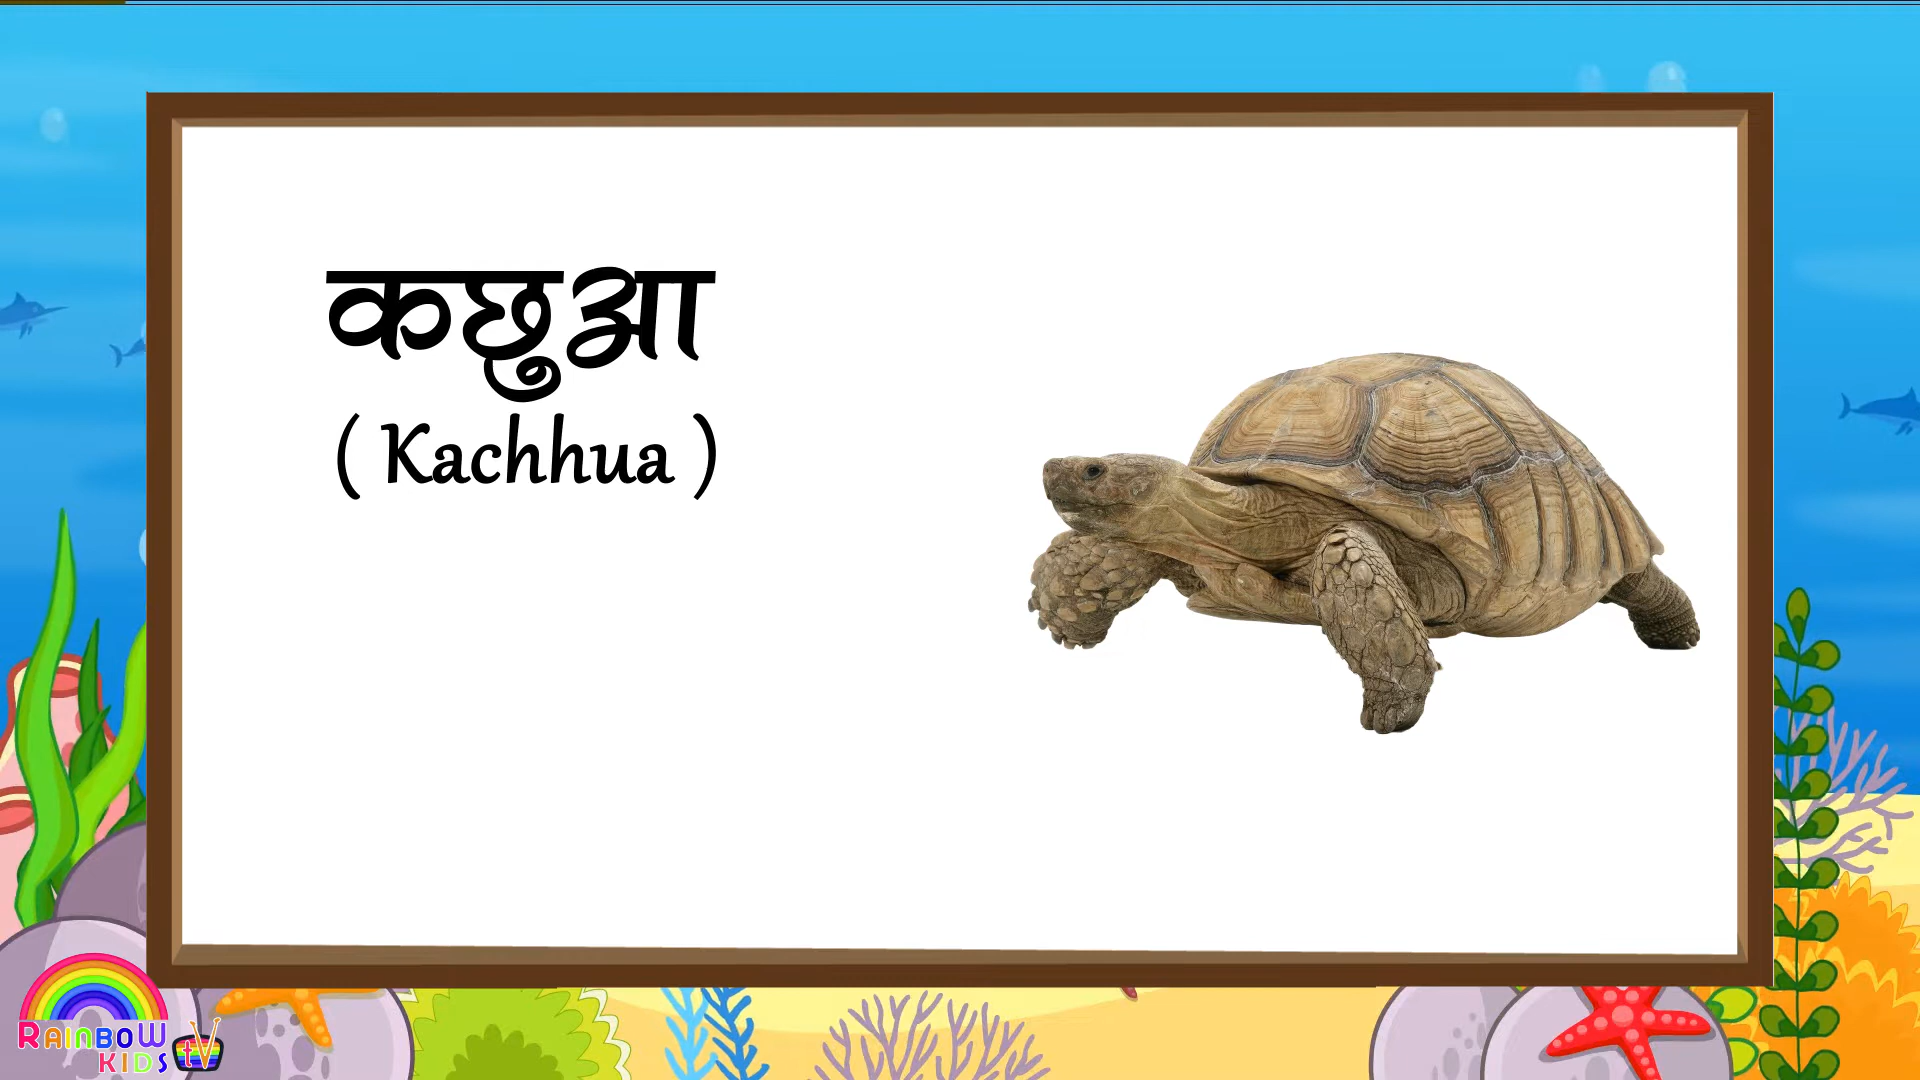 कछुआ
( Kachhua )
RAINBOW
KIDS tV